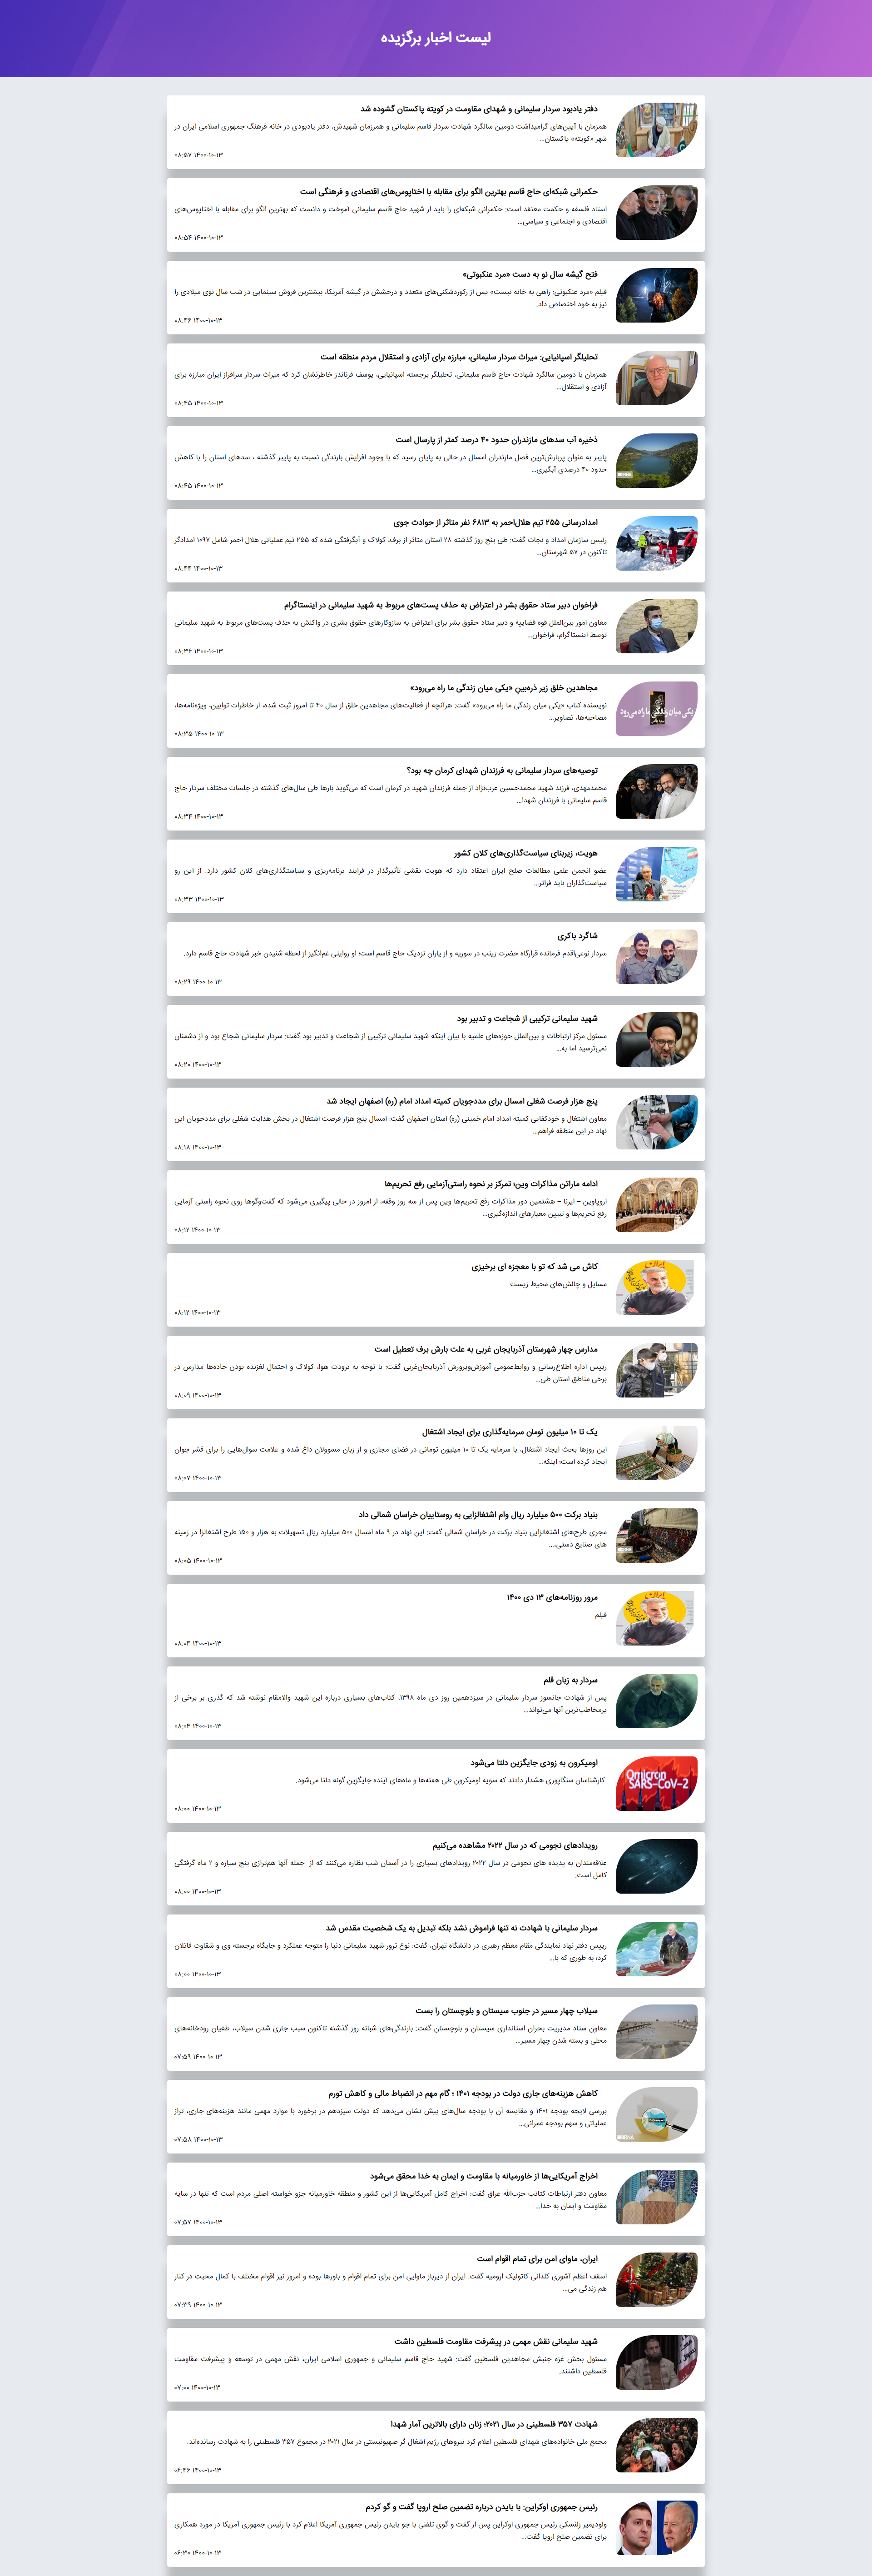 لیست اخبار برگزیده
دفتر یادبود سردار سلیمانی و شهدای مقاومت در کویته پاکستان گشوده شد
همزمان با آیین‌های گرامیداشت دومین سالگرد شهادت سردار قاسم سلیمانی و همرزمان شهیدش، دفتر یادبودی در خانه فرهنگ جمهوری اسلامی ایران در
شهر «کویته» پاکستان...
۱۴۰۰-۱۰-۱۳ ۰۸:۵۷
حکمرانی شبکه‌ای حاج قاسم بهترین الگو برای مقابله با اختاپوس‌های اقتصادی و فرهنگی است
استاد فلسفه و حکمت معتقد است: حکمرانی شبکه‌ای را باید از شهید حاج قاسم سلیمانی آموخت و دانست که بهترین الگو برای مقابله با اختاپوس‌های
اقتصادی و اجتماعی و سیاسی...
۱۴۰۰-۱۰-۱۳ ۰۸:۵۴
فتح گیشه سال نو به دست «مرد عنکبوتی»
فیلم «مرد عنکبوتی: راهی به خانه نیست» پس از رکوردشکنی‌های متعدد و درخشش در گیشه آمریکا، بیشترین فروش سینمایی در شب سال نوی میلادی را
نیز به خود اختصاص داد.
۱۴۰۰-۱۰-۱۳ ۰۸:۴۶
تحلیلگر اسپانیایی: میراث سردار سلیمانی، مبارزه برای آزادی و استقلال مردم منطقه است
همزمان با دومین سالگرد شهادت حاج قاسم سلیمانی، تحلیلگر برجسته اسپانیایی، یوسف فرناندز خاطرنشان کرد که میراث سردار سرافراز ایران مبارزه برای
آزادی و استقلال...
۱۴۰۰-۱۰-۱۳ ۰۸:۴۵
ذخیره آب سدهای مازندران حدود ۴۰ درصد کمتر از پارسال است
پاییز به عنوان پربارش‌ترین فصل مازندران امسال در حالی به پایان رسید که با وجود افزایش بارندگی نسبت به پاییز گذشته ، سدهای استان را با کاهش
حدود ۴۰ درصدی آبگیری...
۱۴۰۰-۱۰-۱۳ ۰۸:۴۵
امدادرسانی ۲۵۵ تیم هلال‌احمر به ۶۸۱۳ نفر متاثر از حوادث جوی
رئیس سازمان امداد و نجات گفت: طی پنج روز گذشته ۲۸ استان متاثر از برف، کولاک و آبگرفتگی شده که ۲۵۵ تیم عملیاتی هلال احمر شامل ۱۰۹۷ امدادگر
تاکنون در ۵۷ شهرستان...
۱۴۰۰-۱۰-۱۳ ۰۸:۴۴
فراخوان دبیر ستاد حقوق بشر در اعتراض به حذف پست‌های مربوط به شهید سلیمانی در اینستاگرام
معاون امور بین‌الملل قوه قضاییه و دبیر ستاد حقوق بشر برای اعتراض به سازوکارهای حقوق بشری در واکنش به حذف پست‌های مربوط به شهید سلیمانی
توسط اینستاگرام، فراخوان...
۱۴۰۰-۱۰-۱۳ ۰۸:۳۶
مجاهدین خلق زیر ذره‌بینِ «یکی میان زندگی ما راه می‌رود»
نویسنده کتاب «یکی میان زندگی ما راه می‌رود» گفت: هرآنچه از فعالیت‌های مجاهدین خلق از سال ۴۰ تا امروز ثبت شده، از خاطرات توابین، ویژه‌نامه‌ها،
مصاحبه‌ها، تصاویر...
یکی میان زندگی ما راه می‌رود
۱۴۰۰-۱۰-۱۳ ۰۸:۳۵
توصیه‌های سردار سلیمانی به فرزندان شهدای کرمان چه بود؟
محمدمهدی، فرزند شهید محمدحسین عرب‌نژاد از جمله فرزندان شهید در کرمان است که می‌گوید بارها طی سال‌های گذشته در جلسات مختلف سردار حاج
قاسم سلیمانی با فرزندان شهدا...
۱۴۰۰-۱۰-۱۳ ۰۸:۳۴
هویت، زیربنای سیاست‌گذاری‌های کلان کشور
عضو انجمن علمی مطالعات صلح ایران اعتقاد دارد که هویت نقشی تأثیرگذار در فرایند برنامه‌ریزی و سیاستگذاری‌های کلان کشور دارد. از این رو
سیاست‌گذاران باید فراتر...
۱۴۰۰-۱۰-۱۳ ۰۸:۳۳
شاگرد باکری
سردار نوعی‌اقدم فرمانده قرارگاه حضرت زینب در سوریه و از یاران نزدیک حاج قاسم است؛ او روایتی غم‌انگیز از لحظه شنیدن خبر شهادت حاج قاسم دارد.
۱۴۰۰-۱۰-۱۳ ۰۸:۲۹
شهید سلیمانی ترکیبی از شجاعت و تدبیر بود
مسئول مرکز ارتباطات و بین‌الملل حوزه‌های علمیه با بیان اینکه شهید سلیمانی ترکیبی از شجاعت و تدبیر بود گفت: سردار سلیمانی شجاع بود و از دشمنان
نمی‌ترسید اما به...
۱۴۰۰-۱۰-۱۳ ۰۸:۲۰
پنج هزار فرصت شغلی امسال برای مددجویان کمیته امداد امام (ره) اصفهان ایجاد شد
معاون اشتغال و خودکفایی کمیته امداد امام خمینی (ره) استان اصفهان گفت: امسال پنج هزار فرصت اشتغال در بخش هدایت شغلی برای مددجویان این
نهاد در این منطقه فراهم...
۱۴۰۰-۱۰-۱۳ ۰۸:۱۸
ادامه ماراتن مذاکرات وین؛ تمرکز بر نحوه راستی‌آزمایی رفع تحریم‌ها
اروپاوین – ایرنا – هشتمین دور مذاکرات رفع تحریم‌ها وین پس از سه روز وقفه، از امروز در حالی پیگیری می‌شود که گفت‌وگوها روی نحوه راستی آزمایی
رفع تحریم‌ها و تبیین معیارهای اندازه‌گیری...
۱۴۰۰-۱۰-۱۳ ۰۸:۱۲
کاش می شد که تو با معجزه ای برخیزی
مسایل و چالش‌های محیط زیست
۱۴۰۰-۱۰-۱۳ ۰۸:۱۲
مدارس چهار شهرستان آذربایجان غربی به علت بارش برف تعطیل است
رییس اداره اطلاع‌رسانی و روابط‌عمومی آموزش‌وپرورش آذربایجان‌غربی گفت: با توجه به برودت هوا، کولاک و احتمال لغزنده بودن جاده‌ها مدارس در
برخی مناطق استان طی...
۱۴۰۰-۱۰-۱۳ ۰۸:۰۹
یک تا ۱۰ میلیون تومان سرمایه‌گذاری برای ایجاد اشتغال
این روزها بحث ایجاد اشتغال، با سرمایه یک تا ۱۰ میلیون تومانی در فضای مجازی و از زبان مسوولان داغ شده و علامت سوال‌هایی را برای قشر جوان
ایجاد کرده است؛ اینکه...
۱۴۰۰-۱۰-۱۳ ۰۸:۰۷
بنیاد برکت ۵۰۰ میلیارد ریال وام اشتغالزایی به روستاییان خراسان شمالی داد
مجری طرح‌های اشتغالزایی بنیاد برکت در خراسان شمالی گفت: این نهاد در ۹ ماه امسال ۵۰۰ میلیارد ریال تسهیلات به هزار و ۱۵۰ طرح اشتغالزا در زمینه
های صنایع دستی،...
۱۴۰۰-۱۰-۱۳ ۰۸:۰۵
مرور روزنامه‌های ۱۳ دی ۱۴۰۰
فیلم
۱۴۰۰-۱۰-۱۳ ۰۸:۰۴
سردار به زبان قلم
پس از شهادت جانسوز سردار سلیمانی در سیزدهمین روز دی ماه ۱۳۹۸، کتاب‌های بسیاری درباره این شهید والامقام نوشته شد که گذری بر برخی از
پرمخاطب‌ترین آنها می‌تواند...
۱۴۰۰-۱۰-۱۳ ۰۸:۰۴
اومیکرون به زودی جایگزین دلتا می‌شود
کارشناسان سنگاپوری هشدار دادند که سویه اومیکرون طی هفته‌ها و ماه‌های آینده جایگزین گونه دلتا می‌شود.
Omicron
SARS-CoV-2
۱۴۰۰-۱۰-۱۳ ۰۸:۰۰
رویدادهای نجومی که در سال ۲۰۲۲ مشاهده می‌کنیم
علاقه‌مندان به پدیده های نجومی در سال ۲۰۲۲ رویدادهای بسیاری را در آسمان شب نظاره می‌کنند که از جمله آنها هم‌ترازی پنج سیاره و ۲ ماه گرفتگی
کامل است.
۱۴۰۰-۱۰-۱۳ ۰۸:۰۰
سردار سلیمانی با شهادت نه تنها فراموش نشد بلکه تبدیل به یک شخصیت مقدس شد
رییس دفتر نهاد نمایندگی مقام معظم رهبری در دانشگاه تهران، گفت: نوع ترور شهید سلیمانی دنیا را متوجه عملکرد و جایگاه برجسته وی و شقاوت قاتلان
کرد؛ به طوری که با...
۱۴۰۰-۱۰-۱۳ ۰۸:۰۰
سیلاب چهار مسیر در جنوب سیستان و بلوچستان را بست
معاون ستاد مدیریت بحران استانداری سیستان و بلوچستان گفت: بارندگی‌های شبانه روز گذشته تاکنون سبب جاری شدن سیلاب، طغیان رودخانه‌های
محلی و بسته شدن چهار مسیر...
۱۴۰۰-۱۰-۱۳ ۰۷:۵۹
کاهش هزینه‌های جاری دولت در بودجه ۱۴۰۱ ؛ گام مهم در انضباط مالی و کاهش تورم
بررسی لایحه بودجه ۱۴۰۱ و مقایسه آن با بودجه سال‌های پیش نشان می‌دهد که دولت سیزدهم در برخورد با موارد مهمی مانند هزینه‌های جاری، تراز
عملیاتی و سهم بودجه عمرانی...
۱۴۰۰-۱۰-۱۳ ۰۷:۵۸
اخراج آمریکایی‌ها از خاورمیانه با مقاومت و ایمان به خدا محقق می‌شود
معاون دفتر ارتباطات کتائب حزب‌الله عراق گفت: اخراج کامل آمریکایی‌ها از این کشور و منطقه خاورمیانه جزو خواسته اصلی مردم است که تنها در سایه
مقاومت و ایمان به خدا...
۱۴۰۰-۱۰-۱۳ ۰۷:۵۷
ایران، ماوای امن برای تمام اقوام است
اسقف اعظم آشوری کلدانی کاتولیک ارومیه گفت: ایران از دیرباز ماوایی امن برای تمام اقوام و باورها بوده و امروز نیز اقوام مختلف با کمال محبت در کنار
هم زندگی می...
۱۴۰۰-۱۰-۱۳ ۰۷:۳۹
شهید سلیمانی نقش مهمی در پیشرفت مقاومت فلسطین داشت
مسئول بخش غزه جنبش مجاهدین فلسطین گفت: شهید حاج قاسم سلیمانی و جمهوری اسلامی ایران، نقش مهمی در توسعه و پیشرفت مقاومت
فلسطین داشتند.
۱۴۰۰-۱۰-۱۳ ۰۷:۰۰
شهادت ۳۵۷ فلسطینی در سال ۲۰۲۱؛ زنان دارای بالاترین آمار شهدا
مجمع ملی خانواده‌های شهدای فلسطین اعلام کرد نیروهای رژیم اشغال گر صهیونیستی در سال ۲۰۲۱ در مجموع ۳۵۷ فلسطینی را به شهادت رسانده‌اند.
۱۴۰۰-۱۰-۱۳ ۰۶:۴۶
رئیس جمهوری اوکراین: با بایدن درباره تضمین صلح اروپا گفت و گو کردم
ولودیمیر زلنسکی رئیس جمهوری اوکراین پس از گفت و گوی تلفنی با جو بایدن رئیس جمهوری آمریکا اعلام کرد با رئیس جمهوری آمریکا در مورد همکاری
برای تضمین صلح اروپا گفت...
۱۴۰۰-۱۰-۱۳ ۰۶:۳۰